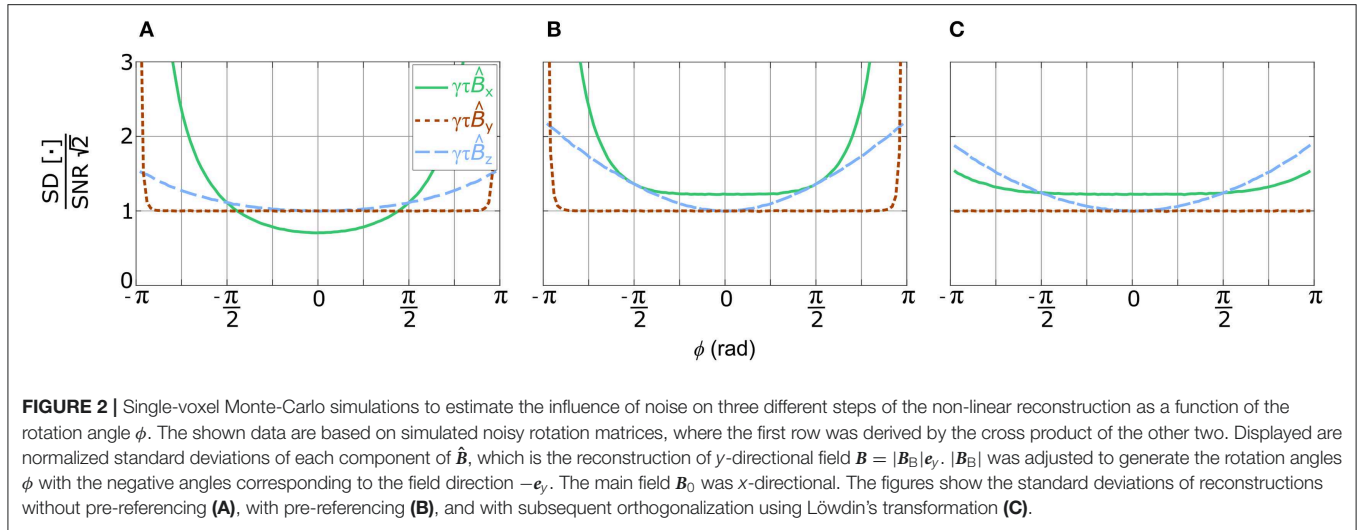 A
B
C
3
2
1
0
SD [·]
SNR √2
γτB̂x
γτB̂y
γτB̂z
-π
-π/2
0
π/2
π
-π
-π/2
0
π/2
π
-π
-π/2
0
π/2
π
ϕ (rad)
FIGURE 2 | Single-voxel Monte-Carlo simulations to estimate the influence of noise on three different steps of the non-linear reconstruction as a function of the
rotation angle ϕ. The shown data are based on simulated noisy rotation matrices, where the first row was derived by the cross product of the other two. Displayed are
normalized standard deviations of each component of B̂, which is the reconstruction of y-directional field B = |B_B|e_y. |B_B| was adjusted to generate the rotation angles
ϕ with the negative angles corresponding to the field direction −e_y. The main field B_0 was x-directional. The figures show the standard deviations of reconstructions
without pre-referencing (A), with pre-referencing (B), and with subsequent orthogonalization using Löwdin's transformation (C).